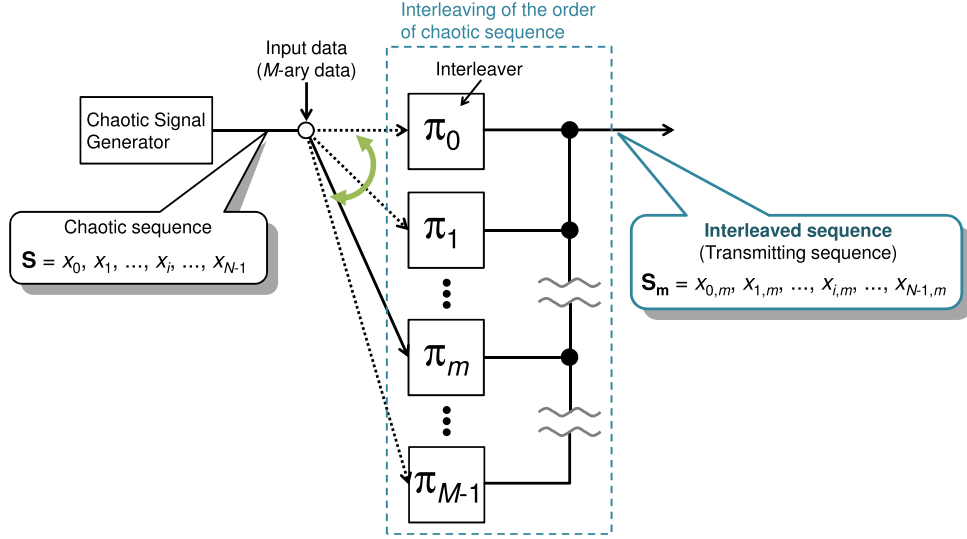 Interleaving of the order
of chaotic sequence
Input data
(M-ary data)
Interleaver
Chaotic Signal
Generator
π0
π1
πm
πM-1
Chaotic sequence
S = x0, x1, ..., xi, ..., xN-1
Interleaved sequence
(Transmitting sequence)
Sm = x0,m, x1,m, ..., xi,m, ..., xN-1,m